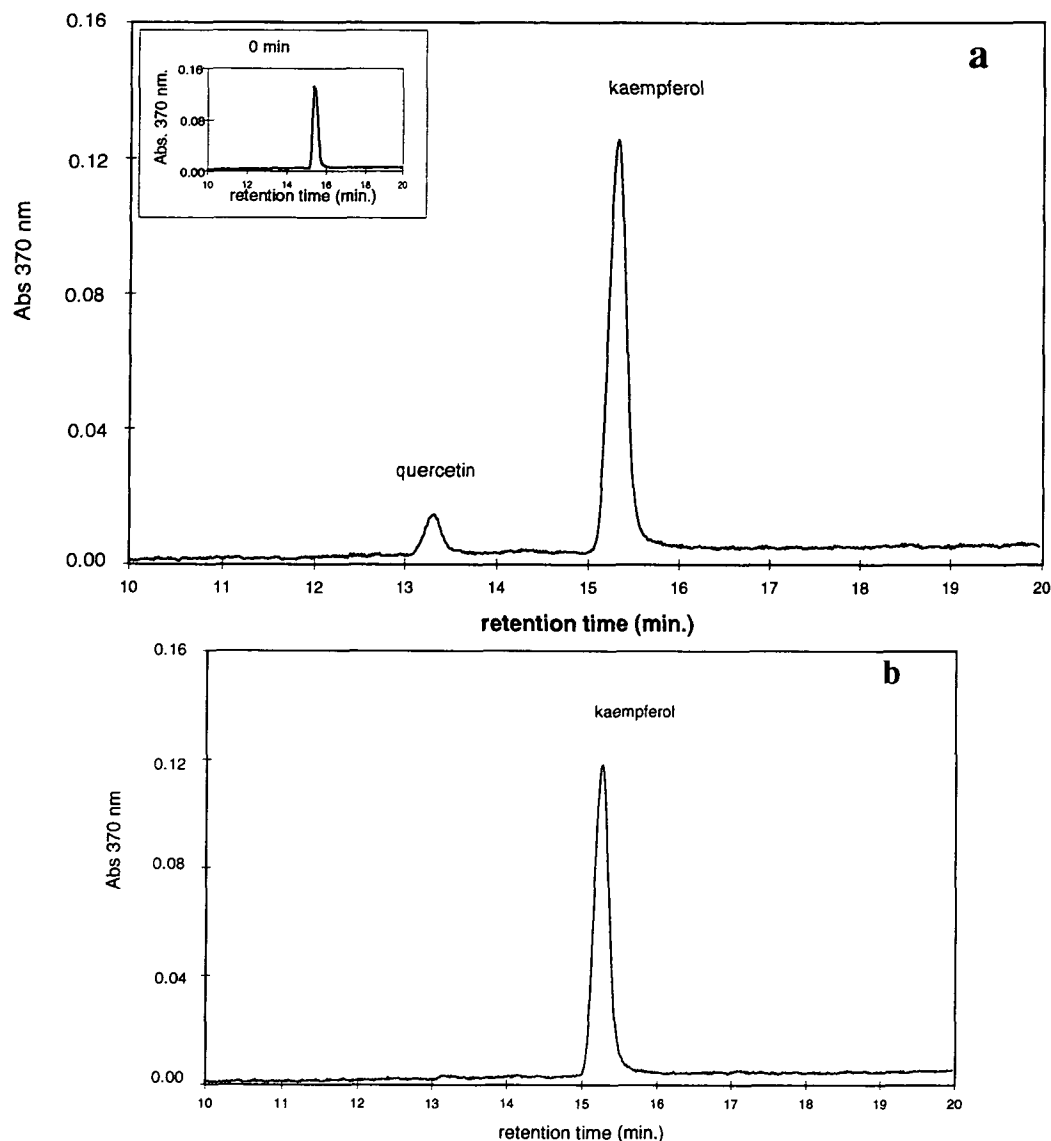 0.16
a
0 min
0.16
Abs. 370 nm.
0.08
0.00
10 12 14 16 18 20
retention time (min.)
kaempferol
0.12
Abs 370 nm
0.08
0.04
quercetin
0.00
10 11 12 13 14 15 16 17 18 19 20
retention time (min.)
0.16
b
kaempferol
0.12
Abs 370 nm
0.08
0.04
0.00
10 11 12 13 14 15 16 17 18 19 20
retention time (min.)